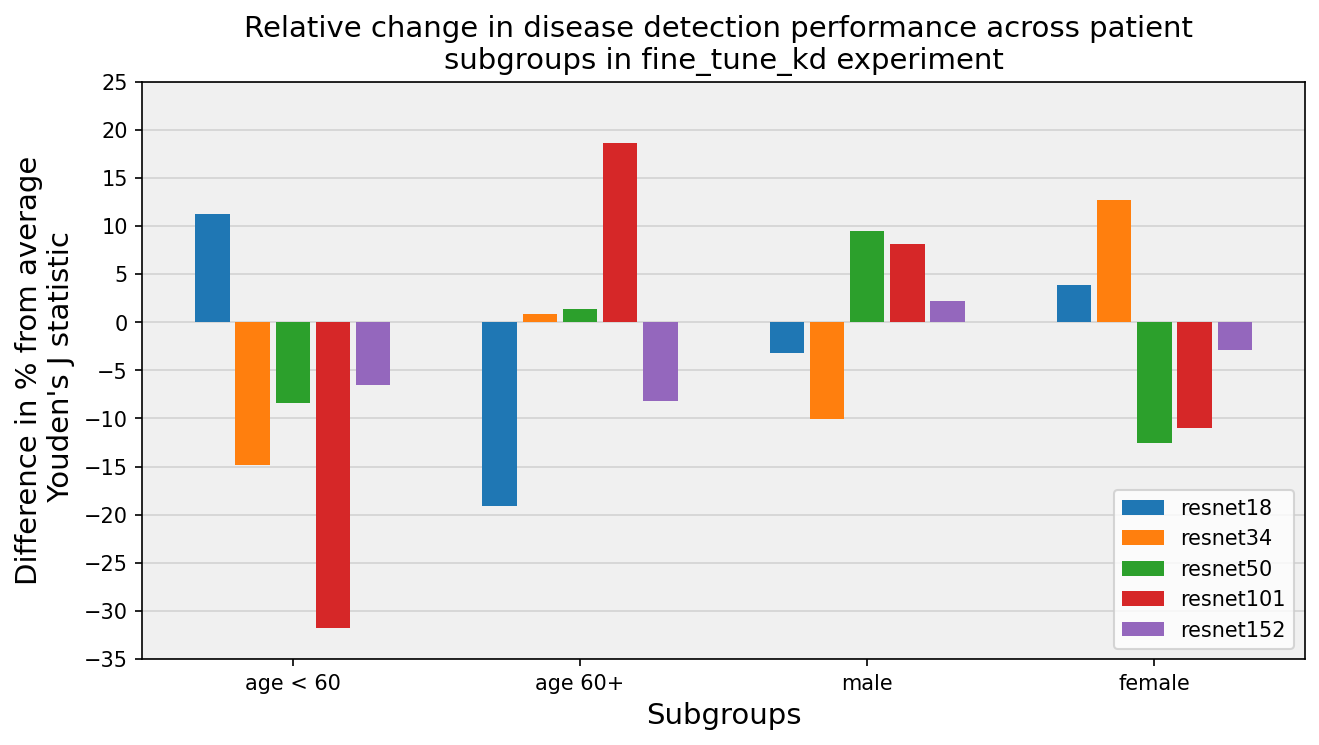 Relative change in disease detection performance across patient
subgroups in fine_tune_kd experiment
Difference in % from average
Youden's J statistic
25
20
15
10
5
0
−5
−10
−15
−20
−25
−30
−35
age < 60
age 60+
male
female
Subgroups
resnet18
resnet34
resnet50
resnet101
resnet152